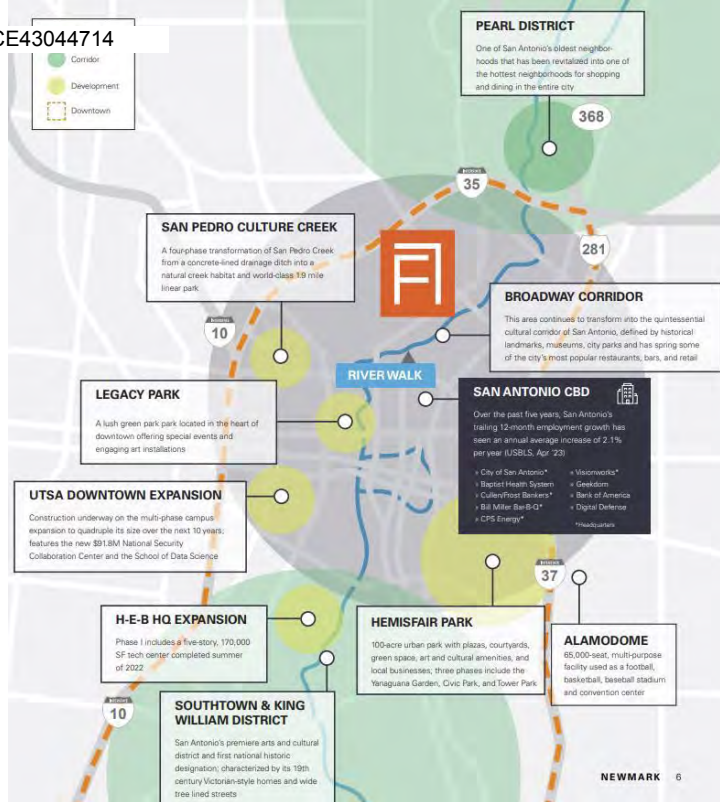 CE43044714
Corridor
Development
Downtown
PEARL DISTRICT
One of San Antonio's oldest neighbor-
hoods that has been revitalized into one of
the hottest neighborhoods for shopping
and dining in the entire city
368
INTERSTATE
35
281
SAN PEDRO CULTURE CREEK
A four-phase transformation of San Pedro Creek
from a concrete-lined drainage ditch into a
natural creek habitat and world-class 1.9 mile
linear park
INTERSTATE
10
BROADWAY CORRIDOR
This area continues to transform into the quintessential
cultural corridor of San Antonio, defined by historical
landmarks, museums, city parks and has spring some
of the city's most popular restaurants, bars, and retail
RIVER WALK
LEGACY PARK
A lush green park park located in the heart of
downtown offering special events and
engaging art installations
SAN ANTONIO CBD
Over the past five years, San Antonio's
trailing 12-month employment growth has
seen an annual average increase of 2.1%
per year (USBLS, Apr '23)
» City of San Antonio*
» Baptist Health System
» Cullen/Frost Bankers*
» Bill Miller Bar-B-Q*
» CPS Energy*
» Visionworks*
» Geekdom
» Bank of America
» Digital Defense
*Headquarters
UTSA DOWNTOWN EXPANSION
Construction underway on the multi-phase campus
expansion to quadruple its size over the next 10 years;
features the new $91.8M National Security
Collaboration Center and the School of Data Science
INTERSTATE
37
H-E-B HQ EXPANSION
Phase I includes a five-story, 170,000
SF tech center completed summer
of 2022
HEMISFAIR PARK
100-acre urban park with plazas, courtyards,
green space, art and cultural amenities, and
local businesses; three phases include the
Yanaguana Garden, Civic Park, and Tower Park
ALAMODOME
65,000-seat, multi-purpose
facility used as a football,
basketball, baseball stadium
and convention center
INTERSTATE
10
SOUTHTOWN & KING
WILLIAM DISTRICT
San Antonio's premiere arts and cultural
district and first national historic
designation; characterized by its 19th
century Victorian-style homes and wide
tree lined streets
NEWMARK 6